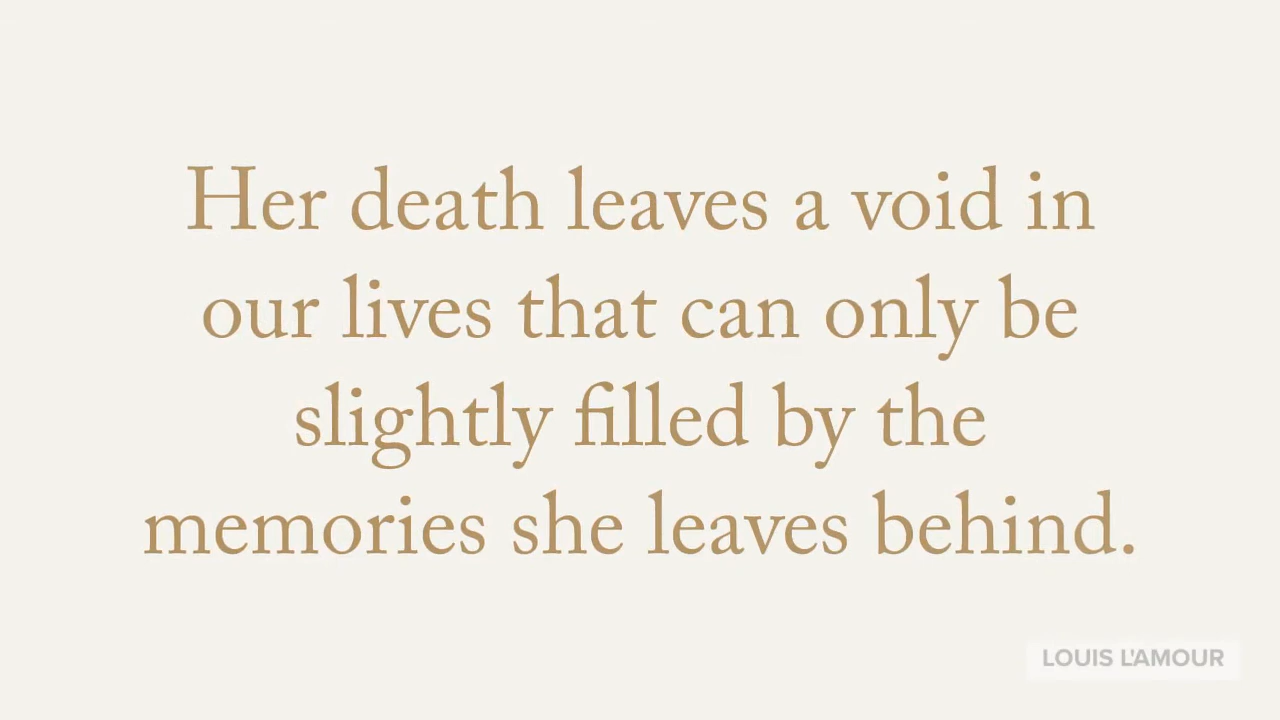 Her death leaves a void in
our lives that can only be
slightly filled by the
memories she leaves behind.
LOUIS L'AMOUR